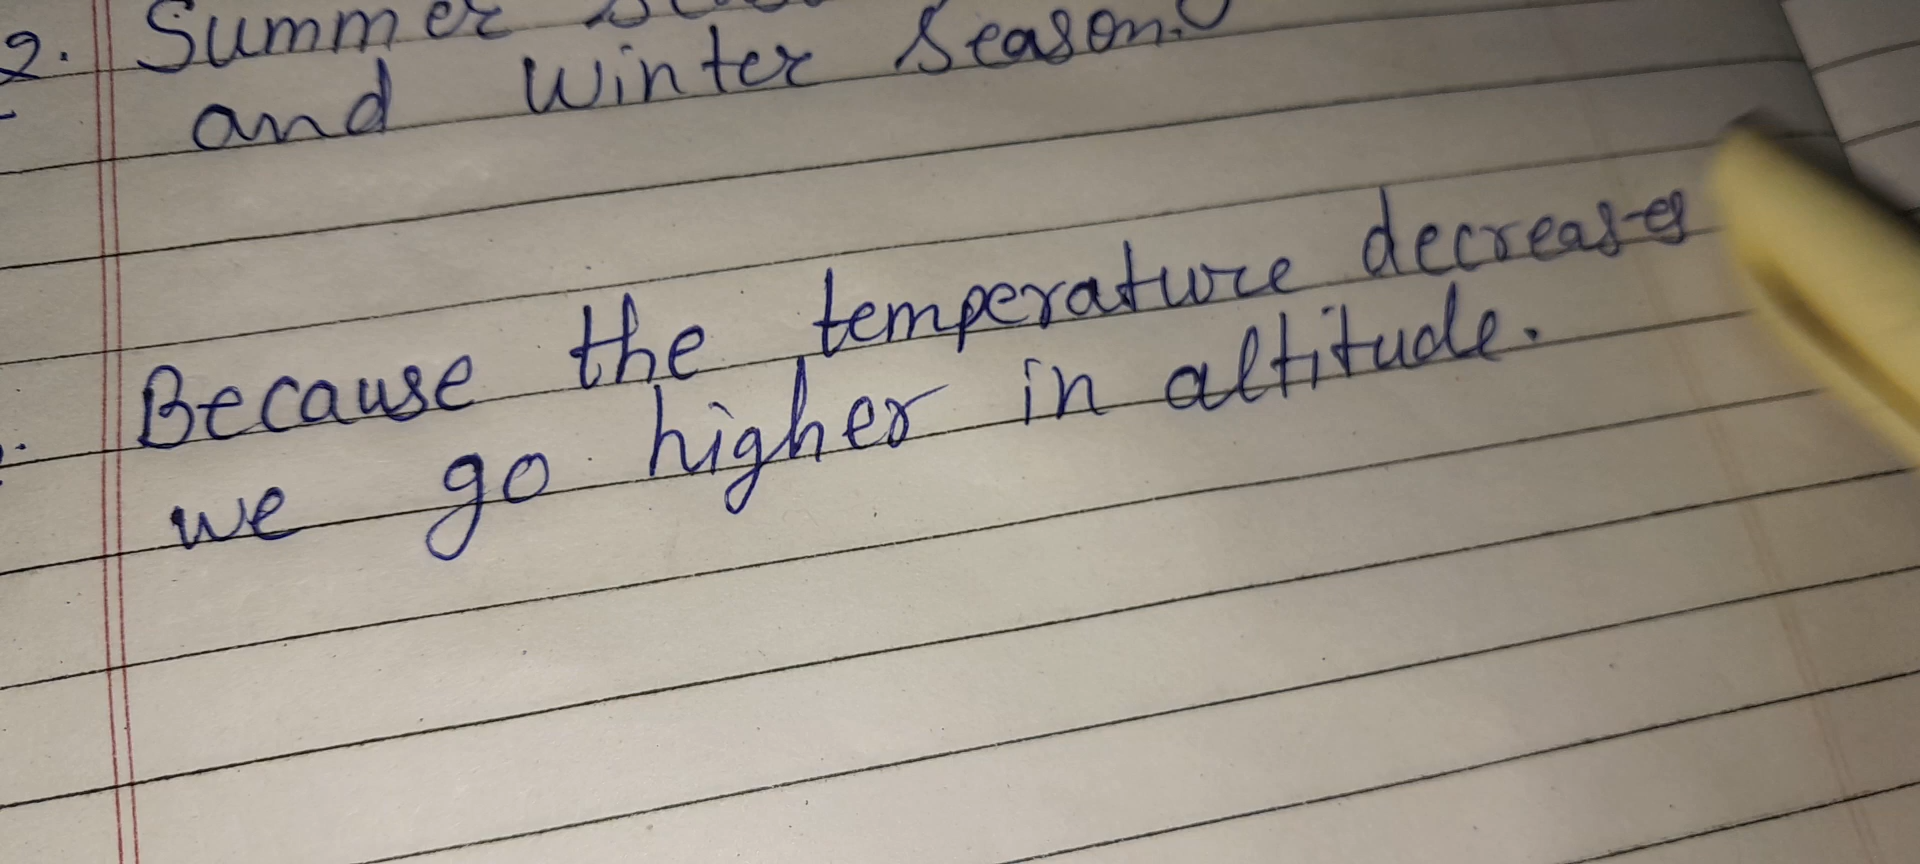 2. Summer
and Winter Season.
Because the temperature decreases
we go higher in altitude.